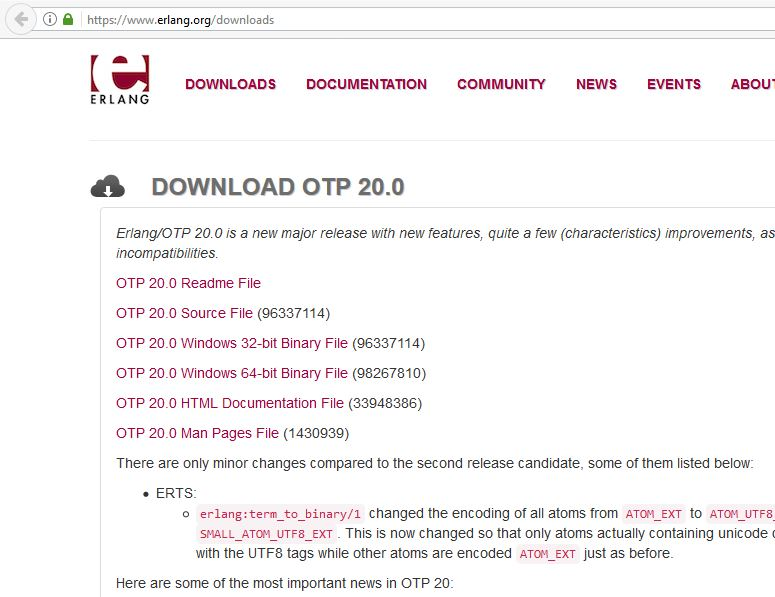 https://www.erlang.org/downloads
ERLANG
DOWNLOADS DOCUMENTATION COMMUNITY NEWS EVENTS ABOUT
DOWNLOAD OTP 20.0
Erlang/OTP 20.0 is a new major release with new features, quite a few (characteristics) improvements, as
incompatibilities.
OTP 20.0 Readme File
OTP 20.0 Source File (96337114)
OTP 20.0 Windows 32-bit Binary File (96337114)
OTP 20.0 Windows 64-bit Binary File (98267810)
OTP 20.0 HTML Documentation File (33948386)
OTP 20.0 Man Pages File (1430939)
There are only minor changes compared to the second release candidate, some of them listed below:
• ERTS:
○ erlang:term_to_binary/1 changed the encoding of all atoms from ATOM_EXT to ATOM_UTF8_
SMALL_ATOM_UTF8_EXT. This is now changed so that only atoms actually containing unicode
with the UTF8 tags while other atoms are encoded ATOM_EXT just as before.
Here are some of the most important news in OTP 20: